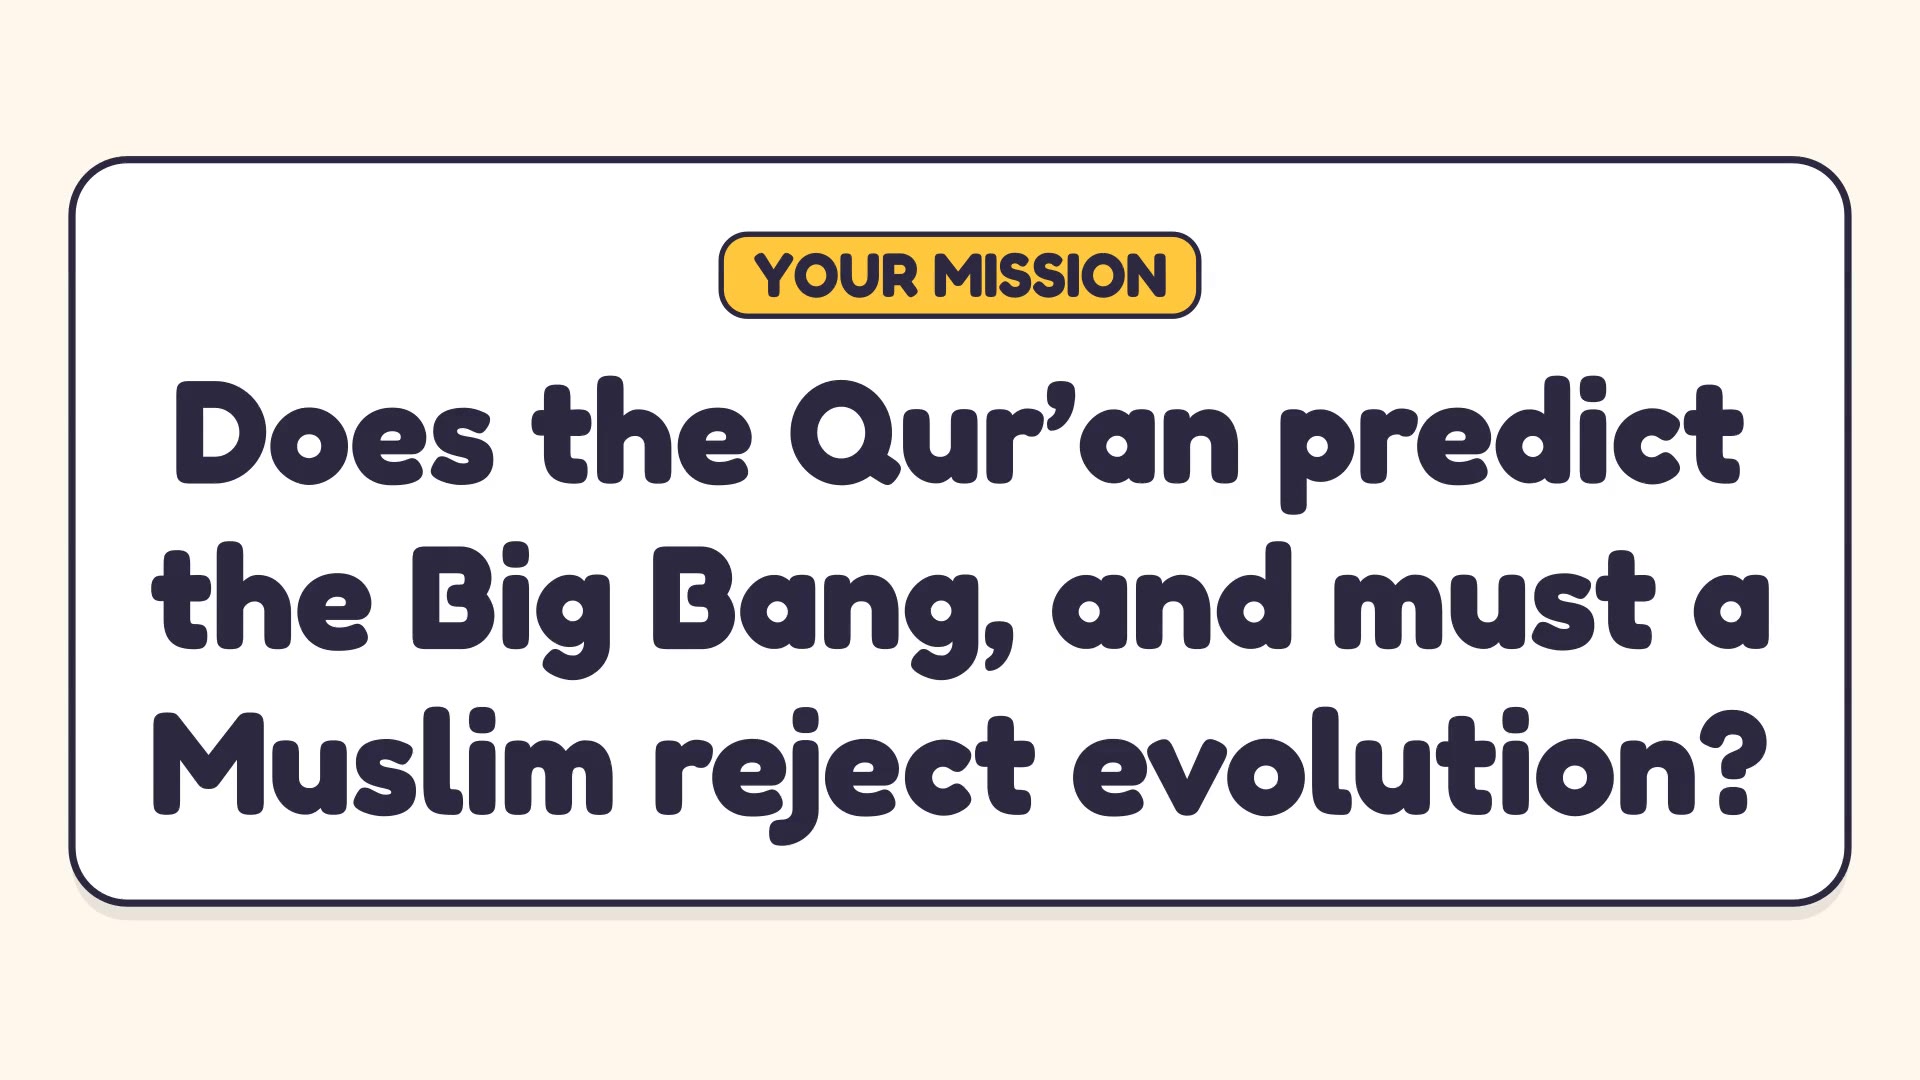 YOUR MISSION
Does the Qur’an predict
the Big Bang, and must a
Muslim reject evolution?